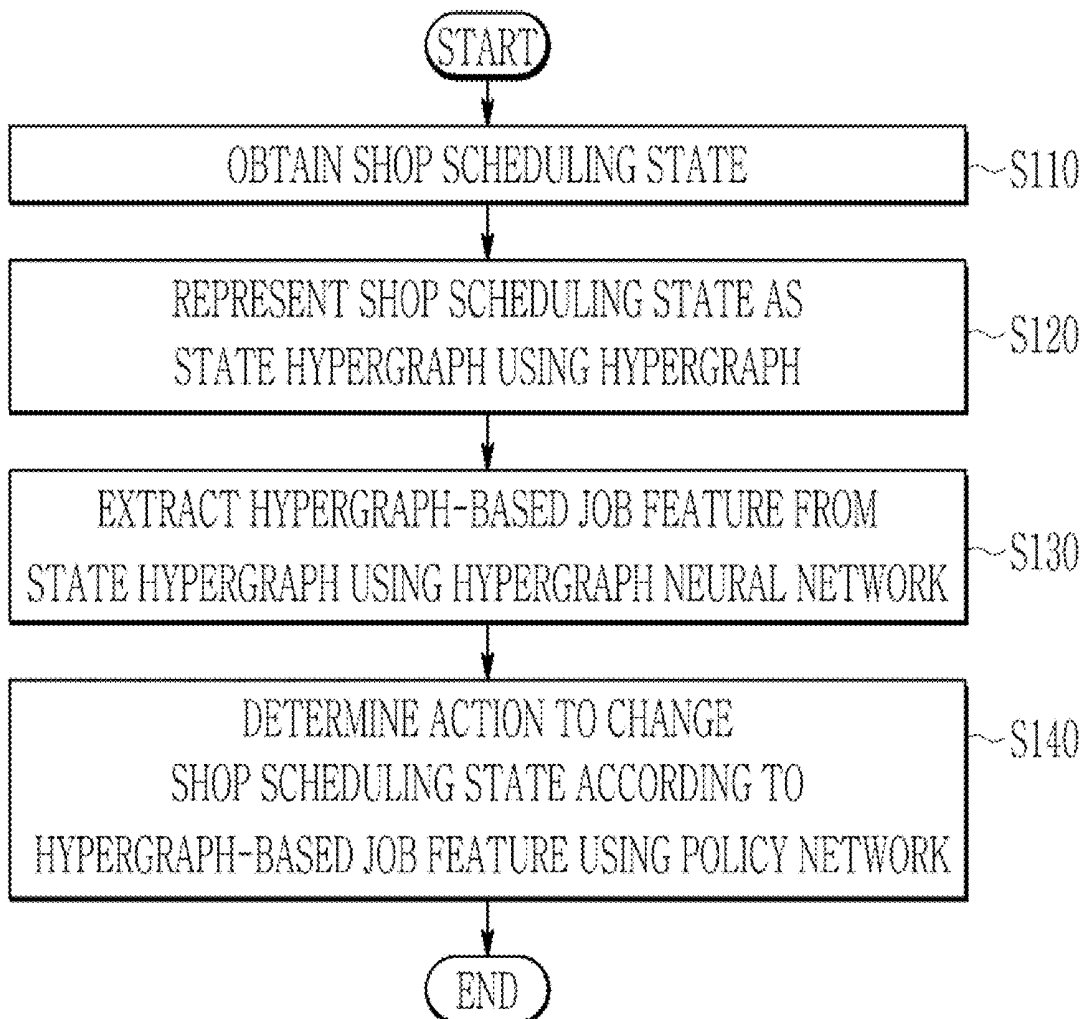 START
OBTAIN SHOP SCHEDULING STATE
S110
REPRESENT SHOP SCHEDULING STATE AS
STATE HYPERGRAPH USING HYPERGRAPH
S120
EXTRACT HYPERGRAPH-BASED JOB FEATURE FROM
STATE HYPERGRAPH USING HYPERGRAPH NEURAL NETWORK
S130
DETERMINE ACTION TO CHANGE
SHOP SCHEDULING STATE ACCORDING TO
HYPERGRAPH-BASED JOB FEATURE USING POLICY NETWORK
S140
END